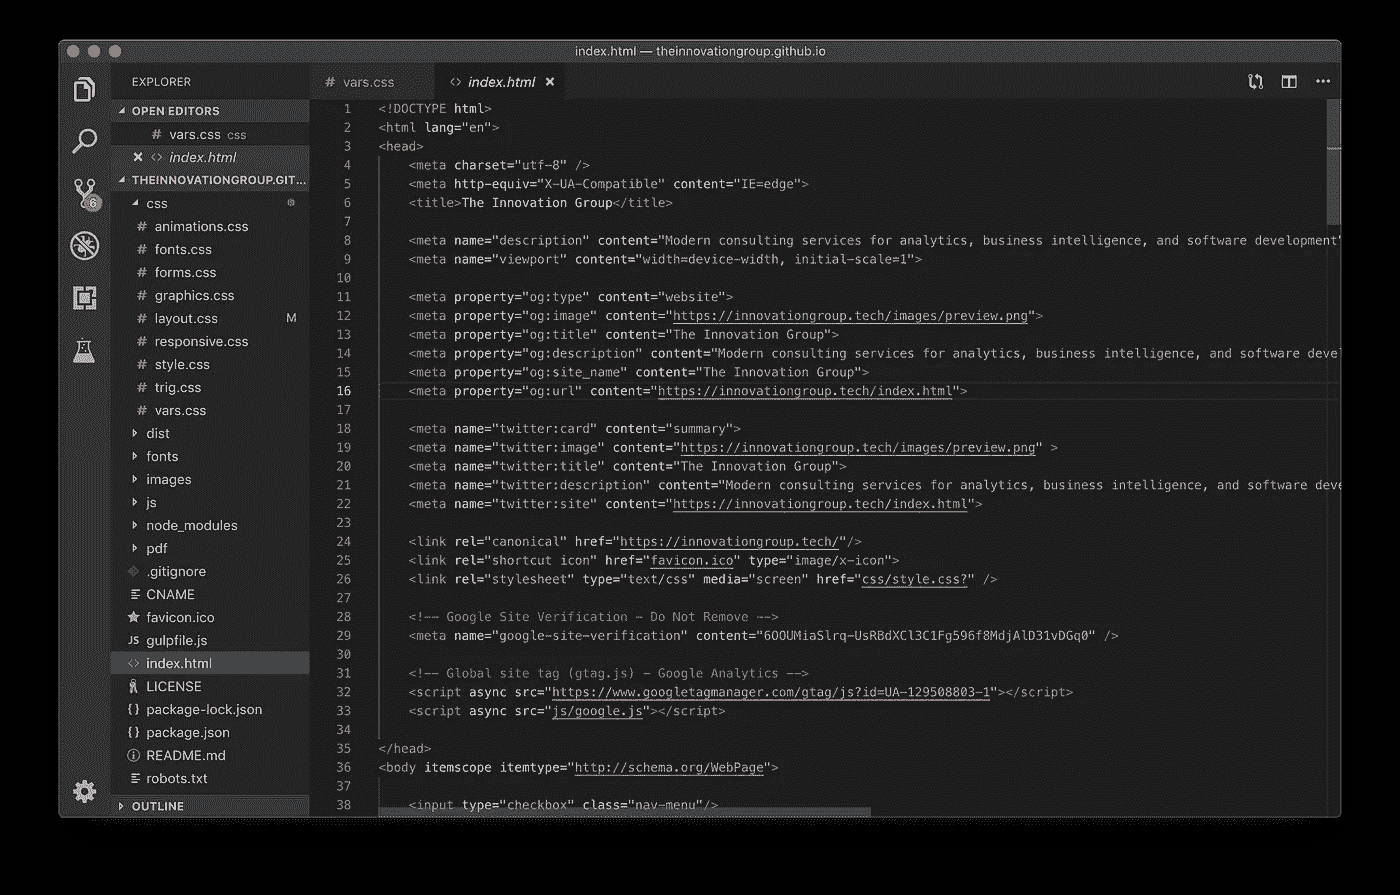 index.html — theinnovationgroup.github.io
EXPLORER
OPEN EDITORS
# vars.css css
× <> index.html
THEINNOVATIONGROUP.GIT...
css
# animations.css
# fonts.css
# forms.css
# graphics.css
# layout.css M
# responsive.css
# style.css
# trig.css
# vars.css
dist
fonts
images
js
node_modules
pdf
.gitignore
CNAME
favicon.ico
JS gulpfile.js
<> index.html
LICENSE
{} package-lock.json
{} package.json
README.md
robots.txt
OUTLINE
6
# vars.css
<> index.html ×
1 <!DOCTYPE html>
2 <html lang="en">
3 <head>
4 <meta charset="utf-8" />
5 <meta http-equiv="X-UA-Compatible" content="IE=edge">
6 <title>The Innovation Group</title>
7
8 <meta name="description" content="Modern consulting services for analytics, business intelligence, and software development"
9 <meta name="viewport" content="width=device-width, initial-scale=1">
10
11 <meta property="og:type" content="website">
12 <meta property="og:image" content="https://innovationgroup.tech/images/preview.png">
13 <meta property="og:title" content="The Innovation Group">
14 <meta property="og:description" content="Modern consulting services for analytics, business intelligence, and software devel
15 <meta property="og:site_name" content="The Innovation Group">
16 <meta property="og:url" content="https://innovationgroup.tech/index.html">
17
18 <meta name="twitter:card" content="summary">
19 <meta name="twitter:image" content="https://innovationgroup.tech/images/preview.png" >
20 <meta name="twitter:title" content="The Innovation Group">
21 <meta name="twitter:description" content="Modern consulting services for analytics, business intelligence, and software deve
22 <meta name="twitter:site" content="https://innovationgroup.tech/index.html">
23
24 <link rel="canonical" href="https://innovationgroup.tech/"/>
25 <link rel="shortcut icon" href="favicon.ico" type="image/x-icon">
26 <link rel="stylesheet" type="text/css" media="screen" href="css/style.css?" />
27
28 <!-- Google Site Verification - Do Not Remove -->
29 <meta name="google-site-verification" content="6OOUMiaSlrq-UsRBdXCl3C1Fg596f8MdjAlD31vDGq0" />
30
31 <!-- Global site tag (gtag.js) - Google Analytics -->
32 <script async src="https://www.googletagmanager.com/gtag/js?id=UA-129508803-1"></script>
33 <script async src="js/google.js"></script>
34
35 </head>
36 <body itemscope itemtype="http://schema.org/WebPage">
37
38 <input type="checkbox" class="nav-menu"/>